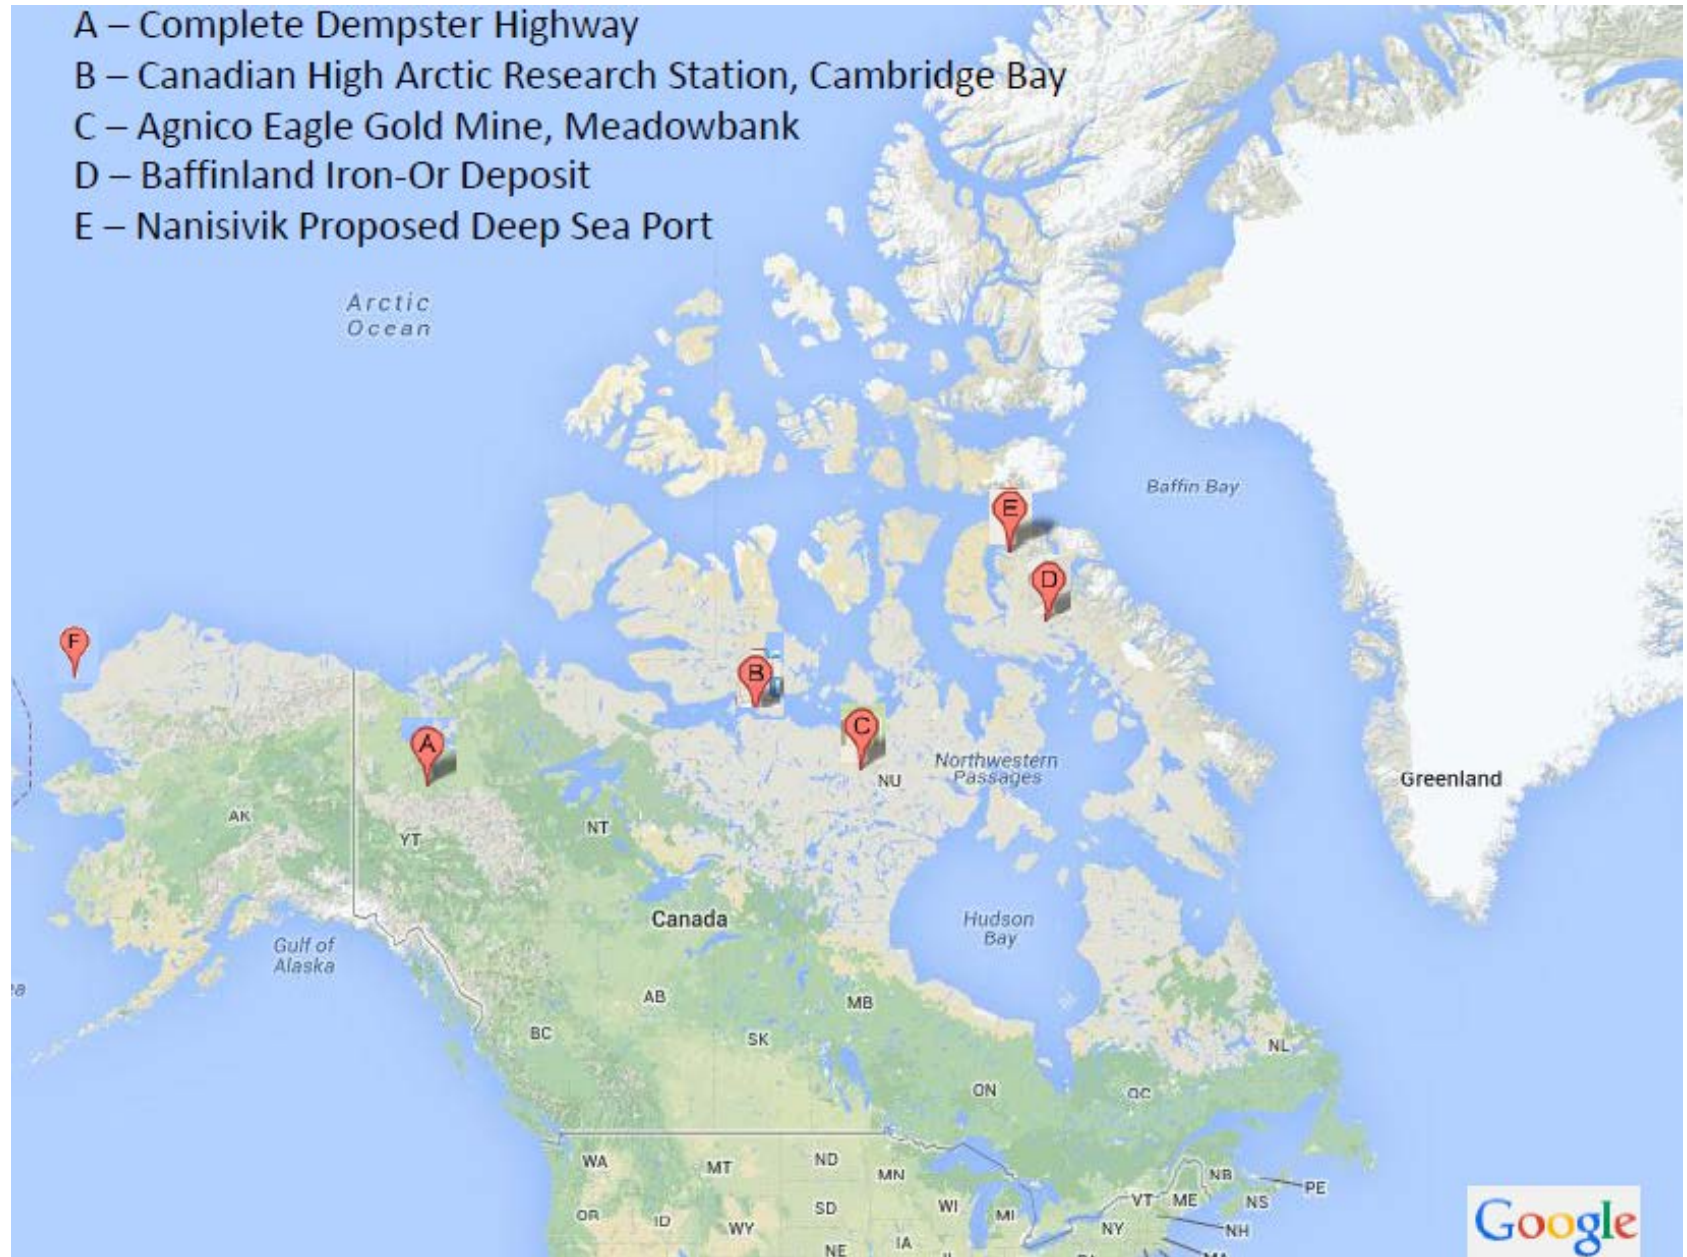 A – Complete Dempster Highway
B – Canadian High Arctic Research Station, Cambridge Bay
C – Agnico Eagle Gold Mine, Meadowbank
D – Baffinland Iron-Or Deposit
E – Nanisivik Proposed Deep Sea Port
Arctic
Ocean
Baffin Bay
E
D
F
B
C
A
Northwestern
Passages
NU
Greenland
AK
YT
NT
Canada
Hudson
Bay
Gulf of
Alaska
AB
MB
BC
SK
NL
ON
QC
WA
MT
ND
MN
NB
PE
VT
ME
NS
OR
ID
WY
SD
WI
MI
NY
NH
NE
IA
Google